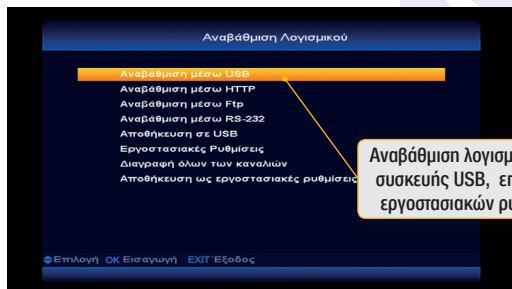 Αναβάθμιση Λογισμικού
Αναβάθμιση μέσω USB
Αναβάθμιση μέσω HTTP
Αναβάθμιση μέσω Ftp
Αναβάθμιση μέσω RS-232
Αποθήκευση σε USB
Εργοστασιακές Ρυθμίσεις
Διαγραφή όλων των καναλιών
Αποθήκευση ως εργοστασιακές ρυθμίσεις
Αναβάθμιση
συσκευής USB,
εργοστασιακών
Επιλογή OK Εισαγωγή EXIT Έξοδος